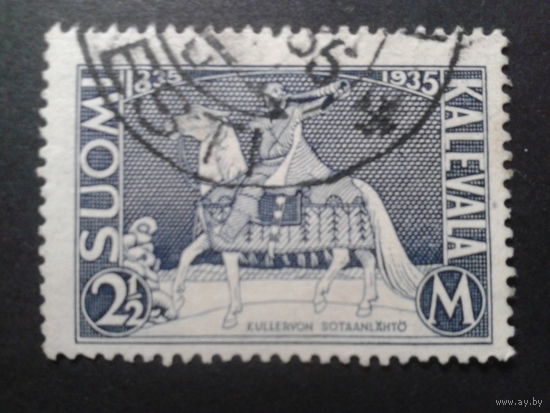 1835
1935
SUOMI
KALEVALA
2½
M
KULLERVON SOTAANLÄHTÖ
www.ay.by